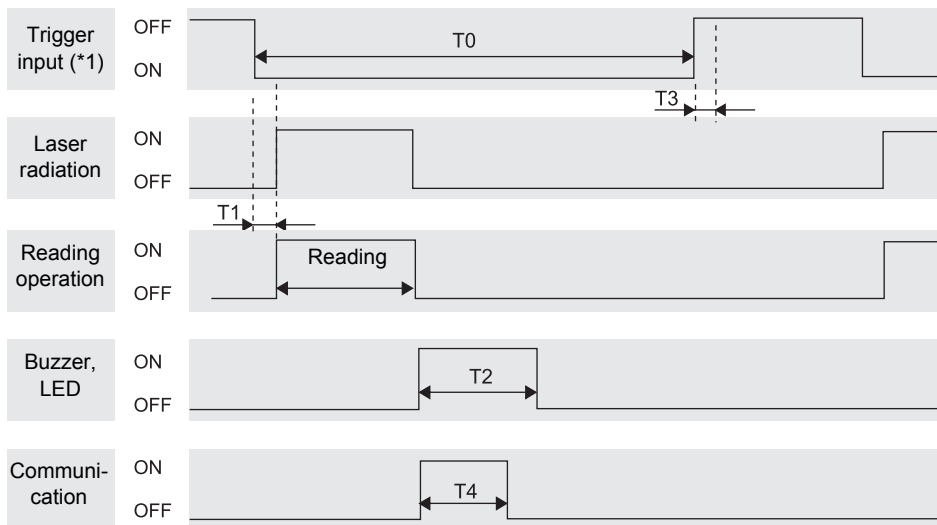 Trigger
input (*1)
OFF
ON
T0
T3
Laser
radiation
ON
OFF
T1
Reading
operation
ON
OFF
Reading
Buzzer,
LED
ON
OFF
T2
Communi-
cation
ON
OFF
T4